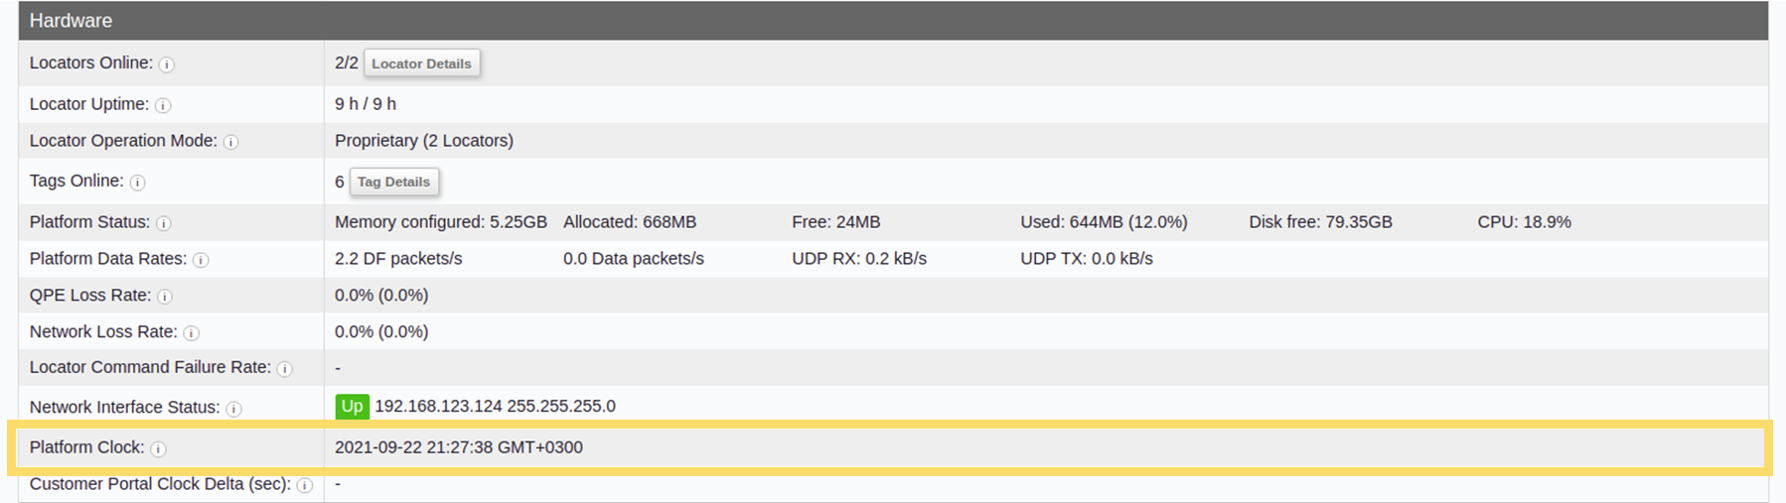 Hardware
Locators Online: i 2/2 Locator Details
Locator Uptime: i 9 h / 9 h
Locator Operation Mode: i Proprietary (2 Locators)
Tags Online: i 6 Tag Details
Platform Status: i Memory configured: 5.25GB Allocated: 668MB Free: 24MB Used: 644MB (12.0%) Disk free: 79.35GB CPU: 18.9%
Platform Data Rates: i 2.2 DF packets/s 0.0 Data packets/s UDP RX: 0.2 kB/s UDP TX: 0.0 kB/s
QPE Loss Rate: i 0.0% (0.0%)
Network Loss Rate: i 0.0% (0.0%)
Locator Command Failure Rate: i -
Network Interface Status: i Up 192.168.123.124 255.255.255.0
Platform Clock: i 2021-09-22 21:27:38 GMT+0300
Customer Portal Clock Delta (sec): i -